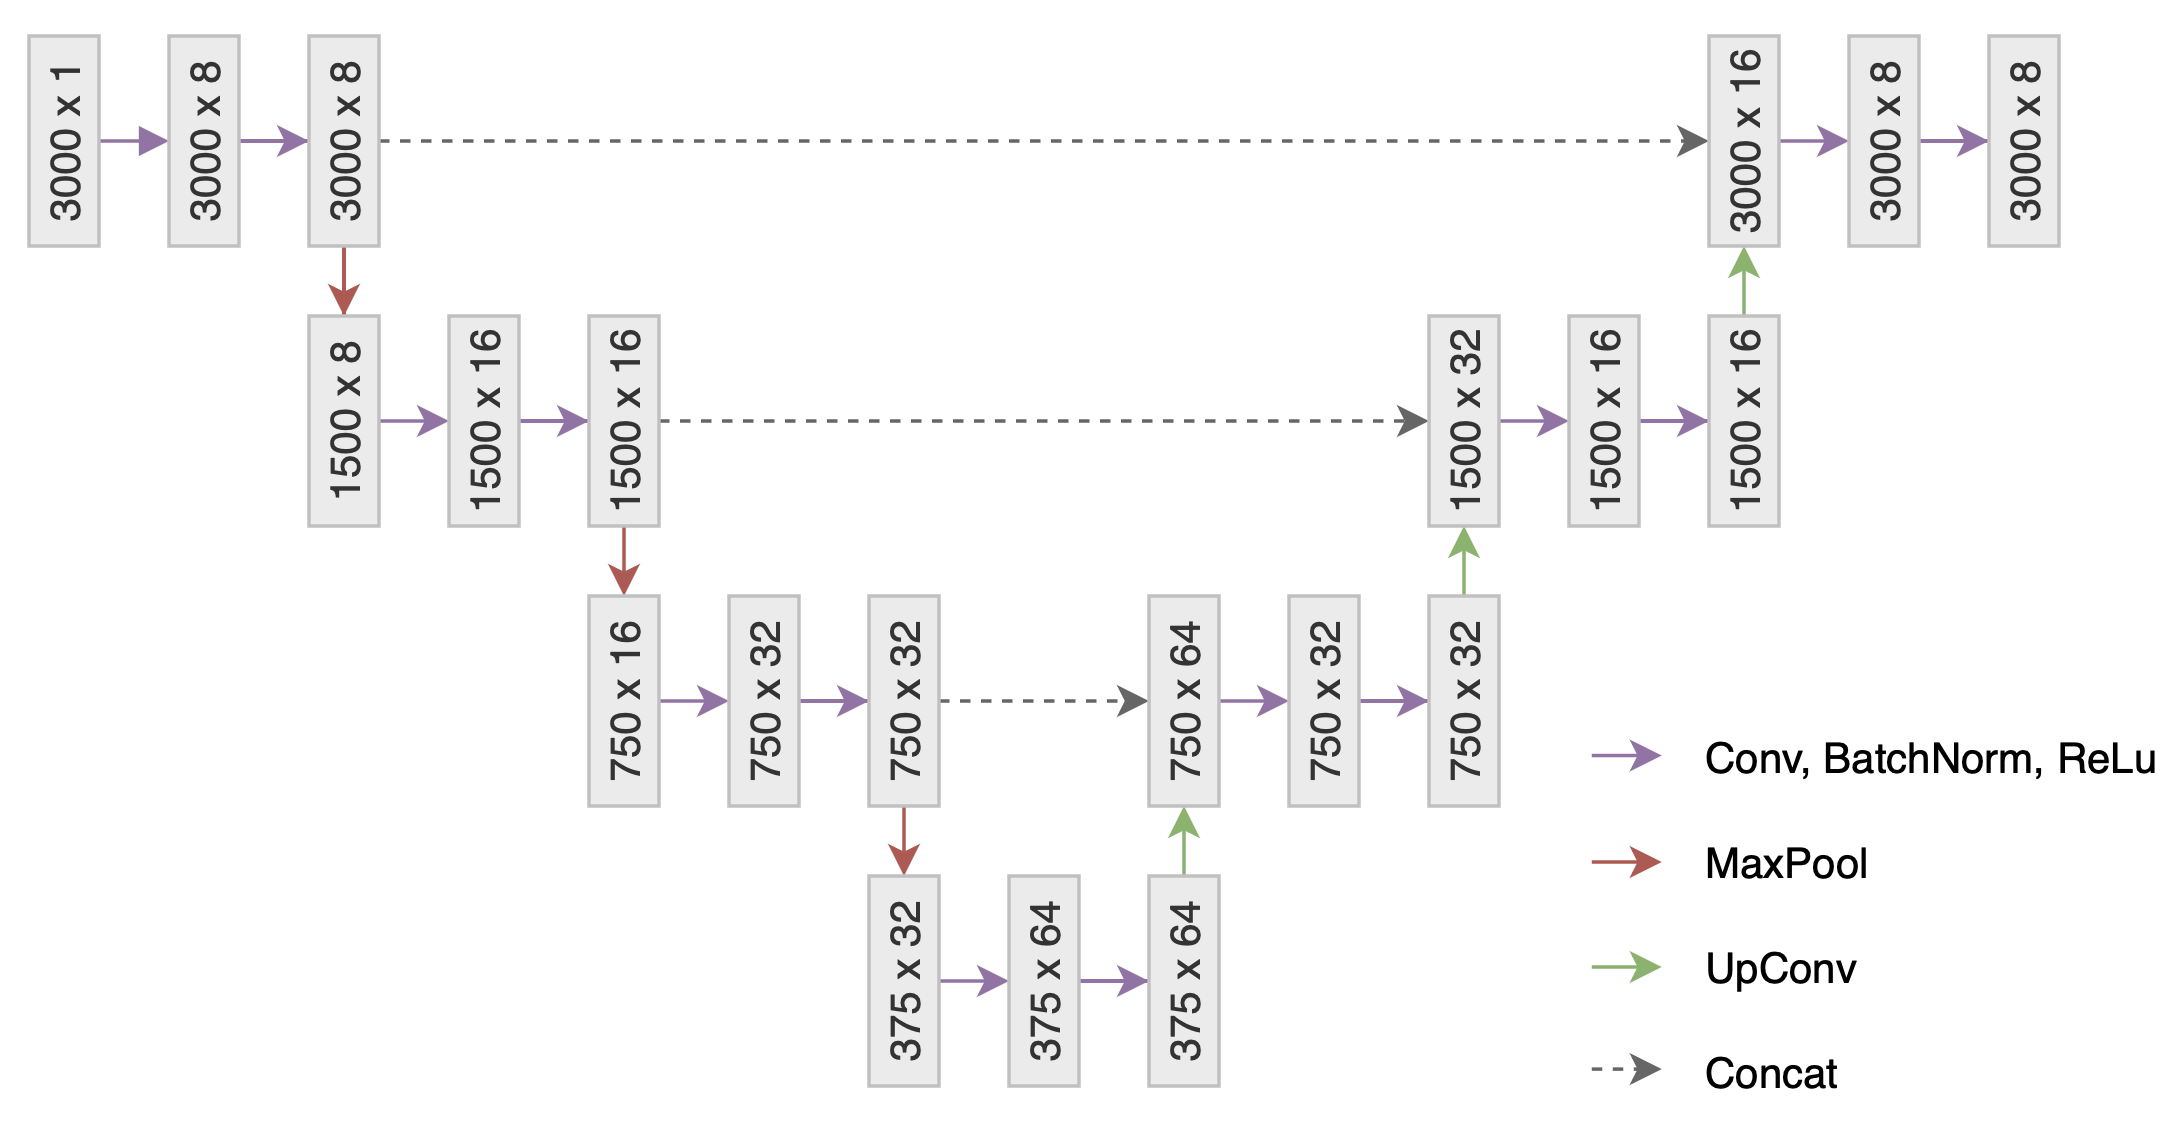 3000 x 1
3000 x 8
3000 x 8
3000 x 16
3000 x 8
3000 x 8
1500 x 8
1500 x 16
1500 x 16
1500 x 32
1500 x 16
1500 x 16
750 x 16
750 x 32
750 x 32
750 x 64
750 x 32
750 x 32
375 x 32
375 x 64
375 x 64
Conv, BatchNorm, ReLu
MaxPool
UpConv
Concat